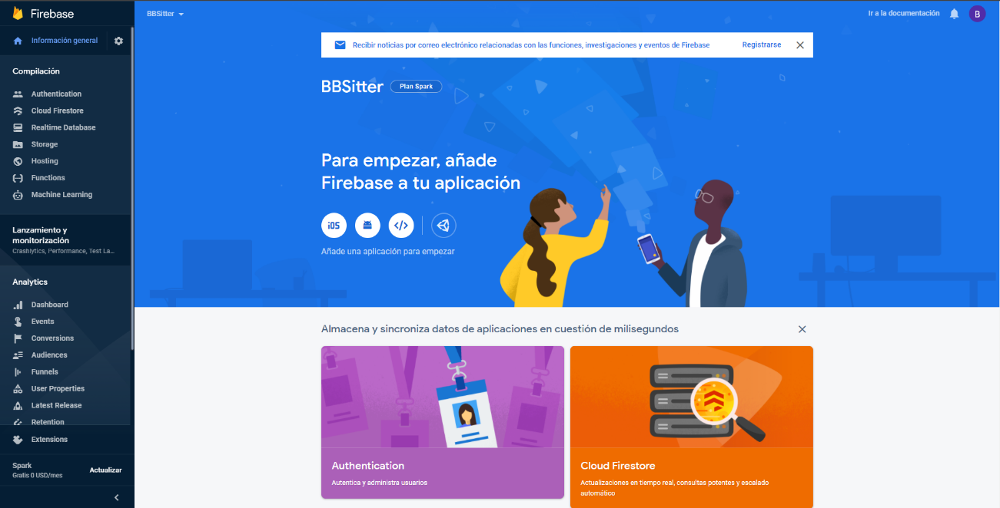 Firebase
BBSitter
Ir a la documentación
B
Información general
Recibir noticias por correo electrónico relacionadas con las funciones, investigaciones y eventos de Firebase
Registrarse
Compilación
Authentication
Cloud Firestore
Realtime Database
Storage
Hosting
Functions
Machine Learning
Lanzamiento y
monitorización
Crashlytics, Performance, Test La...
Analytics
Dashboard
Events
Conversions
Audiences
Funnels
User Properties
Latest Release
Retention
Extensions
Spark
Gratis 0 USD/mes
Actualizar
BBSitter
Plan Spark
Para empezar, añade
Firebase a tu aplicación
iOS
Añade una aplicación para empezar
Almacena y sincroniza datos de aplicaciones en cuestión de milisegundos
Authentication
Autentica y administra usuarios
Cloud Firestore
Actualizaciones en tiempo real, consultas potentes y escalado
automático